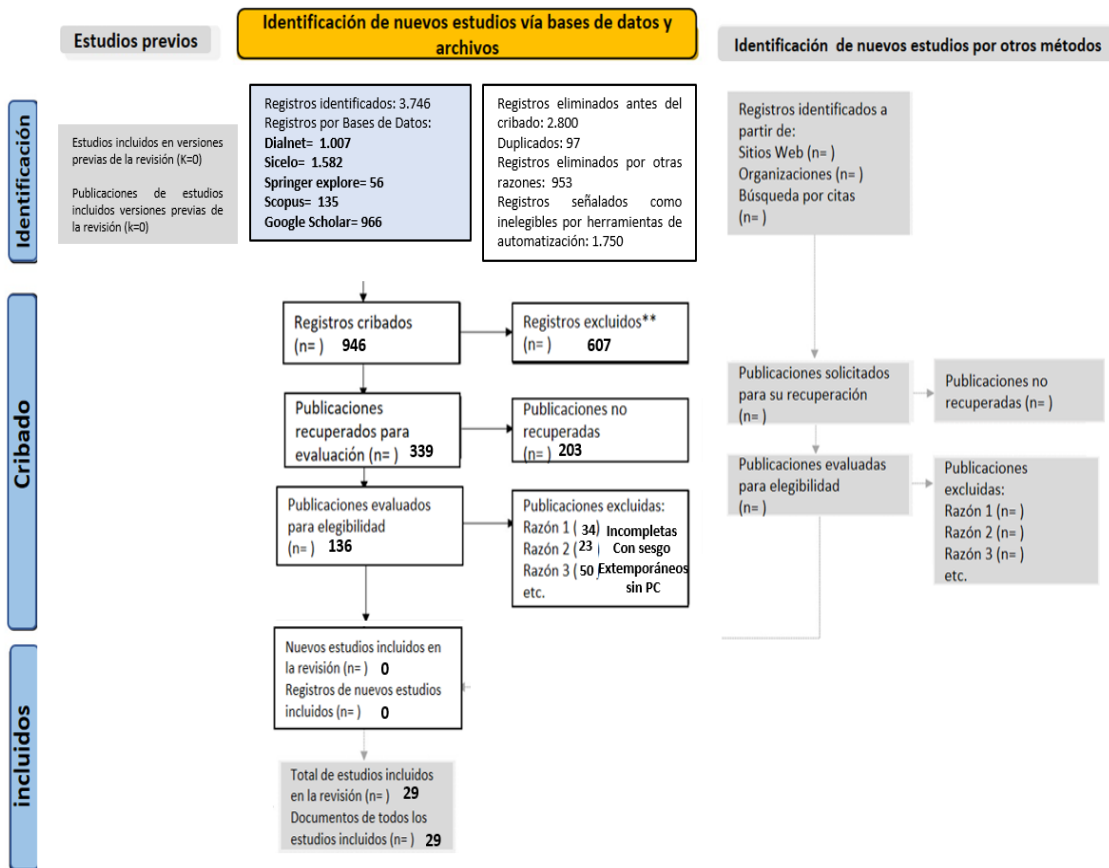 Estudios previos
Identificación de nuevos estudios vía bases de datos y
archivos
Identificación de nuevos estudios por otros métodos
Identificación
Estudios incluidos en versiones
previas de la revisión (K=0)
Publicaciones de estudios
incluidos versiones previas de
la revisión (k=0)
Registros identificados: 3.746
Registros por Bases de Datos:
Dialnet= 1.007
Sicelo= 1.582
Springer explore= 56
Scopus= 135
Google Scholar= 966
Registros eliminados antes del
cribado: 2.800
Duplicados: 97
Registros eliminados por otras
razones: 953
Registros señalados como
inelegibles por herramientas de
automatización: 1.750
Registros identificados a
partir de:
Sitios Web (n= )
Organizaciones (n= )
Búsqueda por citas
(n= )
Cribado
Registros cribados
(n= ) 946
Registros excluidos**
(n= ) 607
Publicaciones
recuperados para
evaluación (n= ) 339
Publicaciones no
recuperadas
(n= ) 203
Publicaciones evaluados
para elegibilidad
(n= ) 136
Publicaciones excluidas:
Razón 1 ( 34) Incompletas
Razón 2 ( 23 Con sesgo
Razón 3 ( 50 ) Extemporáneos
etc. sin PC
Publicaciones solicitados
para su recuperación
(n= )
Publicaciones no
recuperadas (n= )
Publicaciones evaluadas
para elegibilidad
(n= )
Publicaciones
excluidas:
Razón 1 (n= )
Razón 2 (n= )
Razón 3 (n= )
etc.
incluidos
Nuevos estudios incluidos en
la revisión (n= ) 0
Registros de nuevos estudios
incluidos (n= ) 0
Total de estudios incluidos
en la revisión (n= ) 29
Documentos de todos los
estudios incluidos (n= ) 29